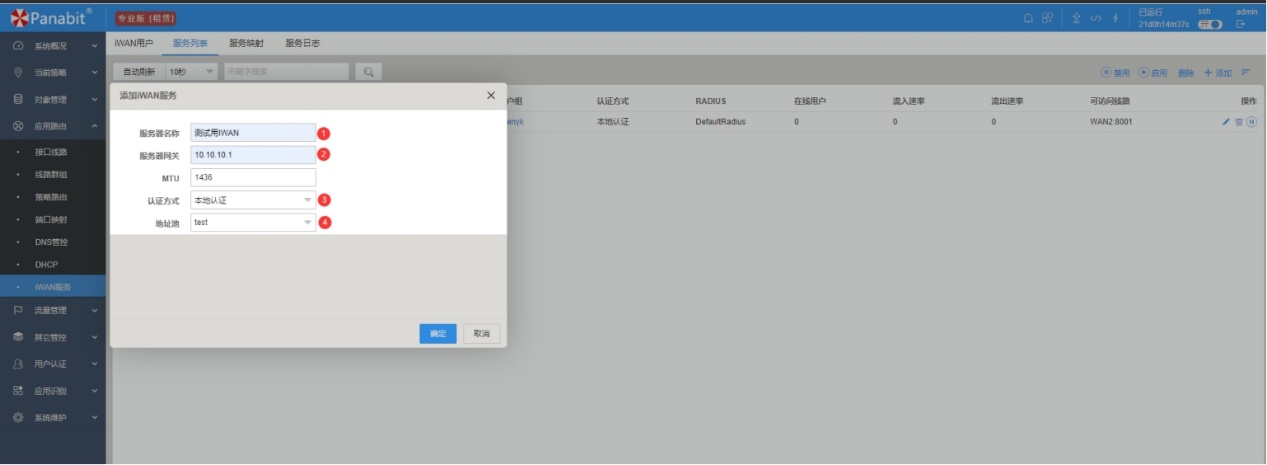 Panabit® 专业版 [租赁] 已运行 21d0h14m37s ssh 开 admin
iWAN用户 服务列表 服务映射 服务日志
自动刷新 10秒 关键字搜索 禁用 启用 删除 添加
户组 认证方式 RADIUS 在线用户 流入速率 流出速率 可访问线路 操作
本地认证 DefaultRadius 0 0 0 WAN2:8001
系统概况
当前策略
对象管理
应用路由
接口线路
线路群组
策略路由
端口映射
DNS管控
DHCP
iWAN服务
流量管理
其它管控
用户认证
应用识别
系统维护
添加iWAN服务
服务器名称 测试用IWAN 1
服务器网关 10.10.10.1 2
MTU 1436
认证方式 本地认证 3
地址池 test 4
确定 取消